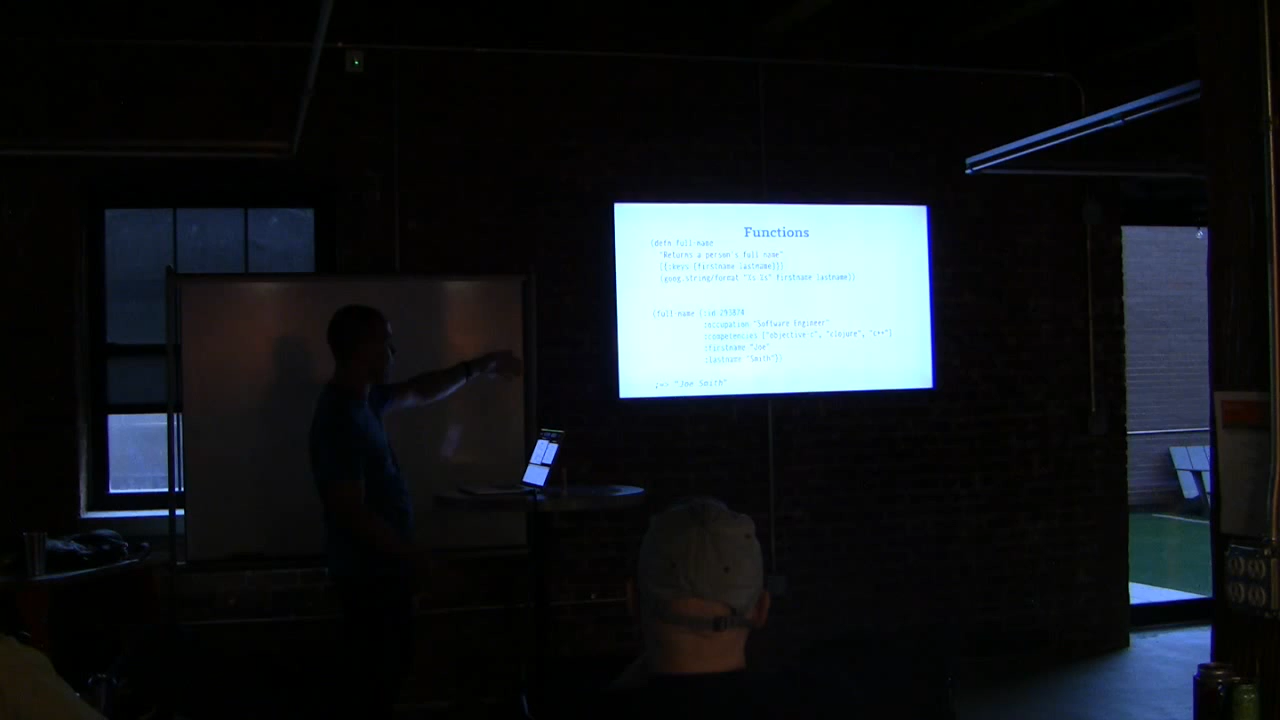 Functions
(defn full-name
"Returns a person's full name"
[{:keys [firstname lastname]}]
(goog.string/format "%s %s" firstname lastname))
(full-name {:id 293874
:occupation "Software Engineer"
:competencies ["objective c", "clojure", "c++"]
:firstname "Joe"
:lastname "Smith"})
;=> "Joe Smith"